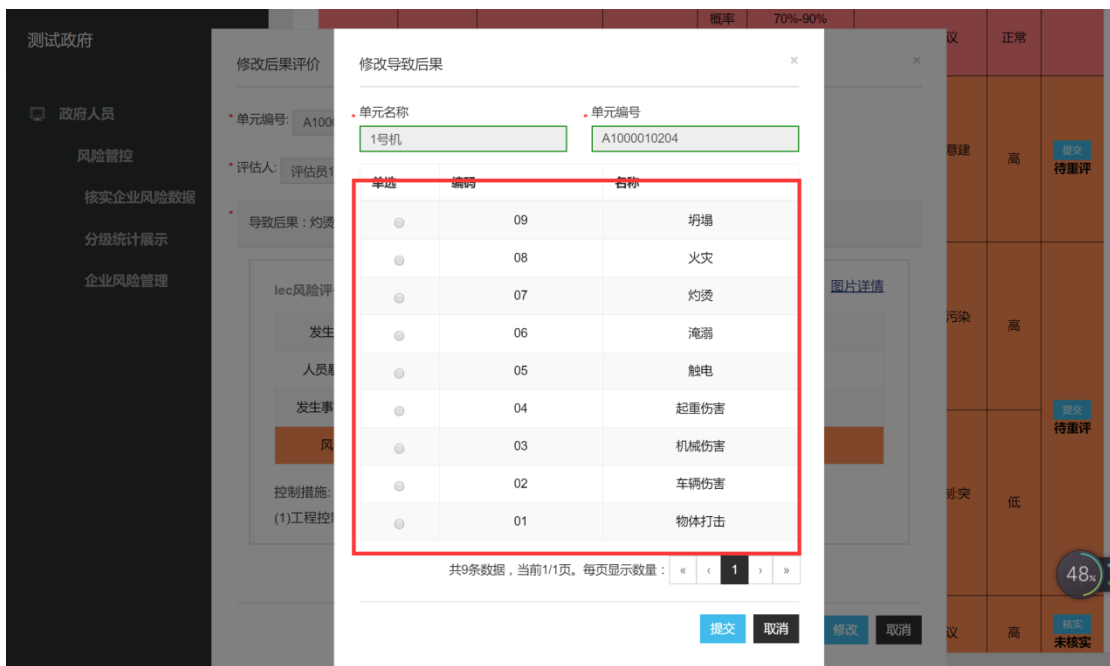 概率 70%-90%
测试政府
议 正常
修改后果评价 ×
修改导致后果 ×
政府人员
* 单元编号: A1000
* 单元名称 * 单元编号
1号机 A1000010204
风险管控
意建 高 提交
待重评
* 评估人: 评估员1
单选 编码 名称
核实企业风险数据
* 导致后果：灼烫
09 坍塌
分级统计展示
08 火灾
企业风险管理
lec风险评 图片详情
07 灼烫
污染 高
发生
06 淹溺
人员暴
05 触电
发生事
04 起重伤害
提交
待重评
风
03 机械伤害
控制措施:
02 车辆伤害
制:突 低
(1)工程控制
01 物体打击
共9条数据，当前1/1页。每页显示数量： « ‹ 1 › »
48%
提交 取消
修改 取消
议 高 核实
未核实